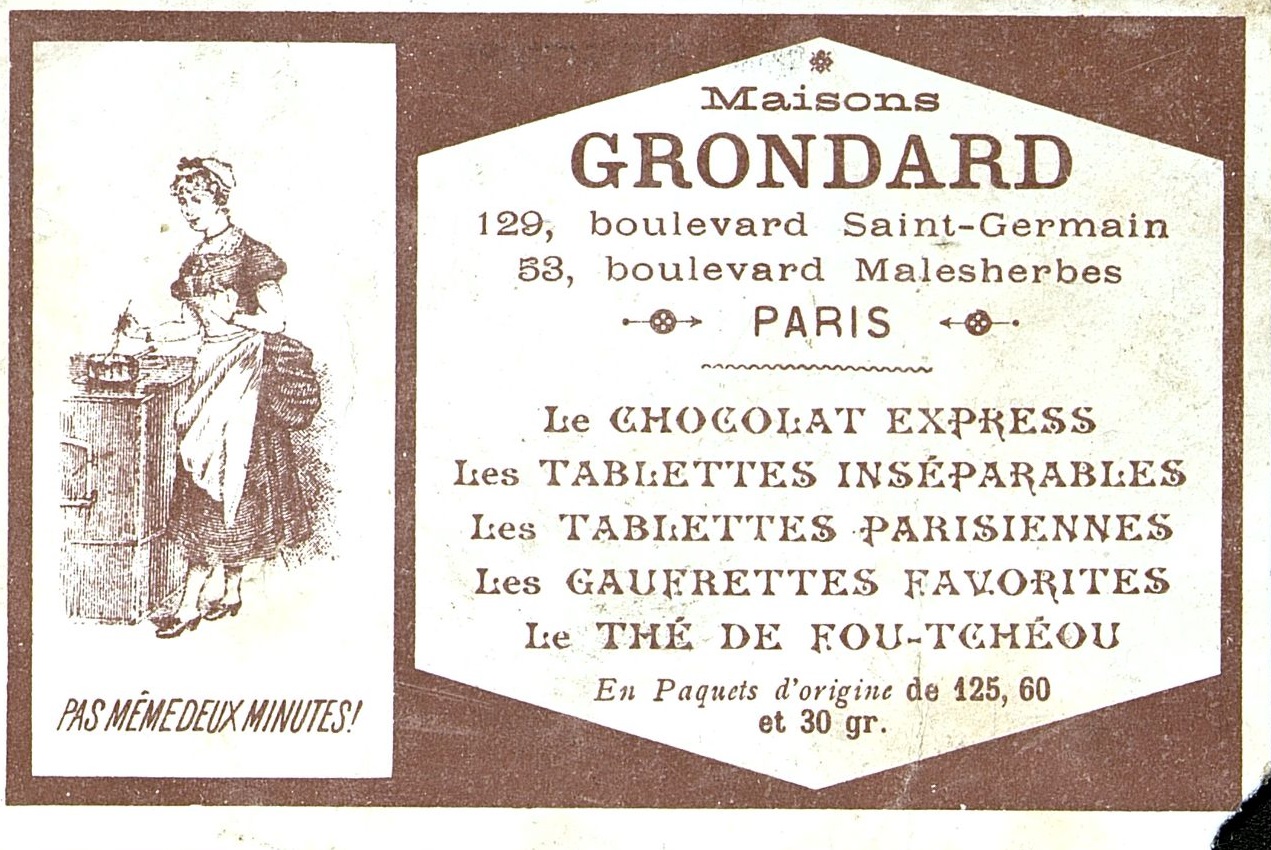 Maisons
GRONDARD
129, boulevard Saint-Germain
53, boulevard Malesherbes
PARIS
Le CHOCOLAT EXPRESS
Les TABLETTES INSÉPARABLES
Les TABLETTES PARISIENNES
Les GAUFRETTES FAVORITES
Le THÉ DE FOU-TCHÉOU
En Paquets d'origine de 125, 60
et 30 gr.
PAS MÊME DEUX MINUTES!